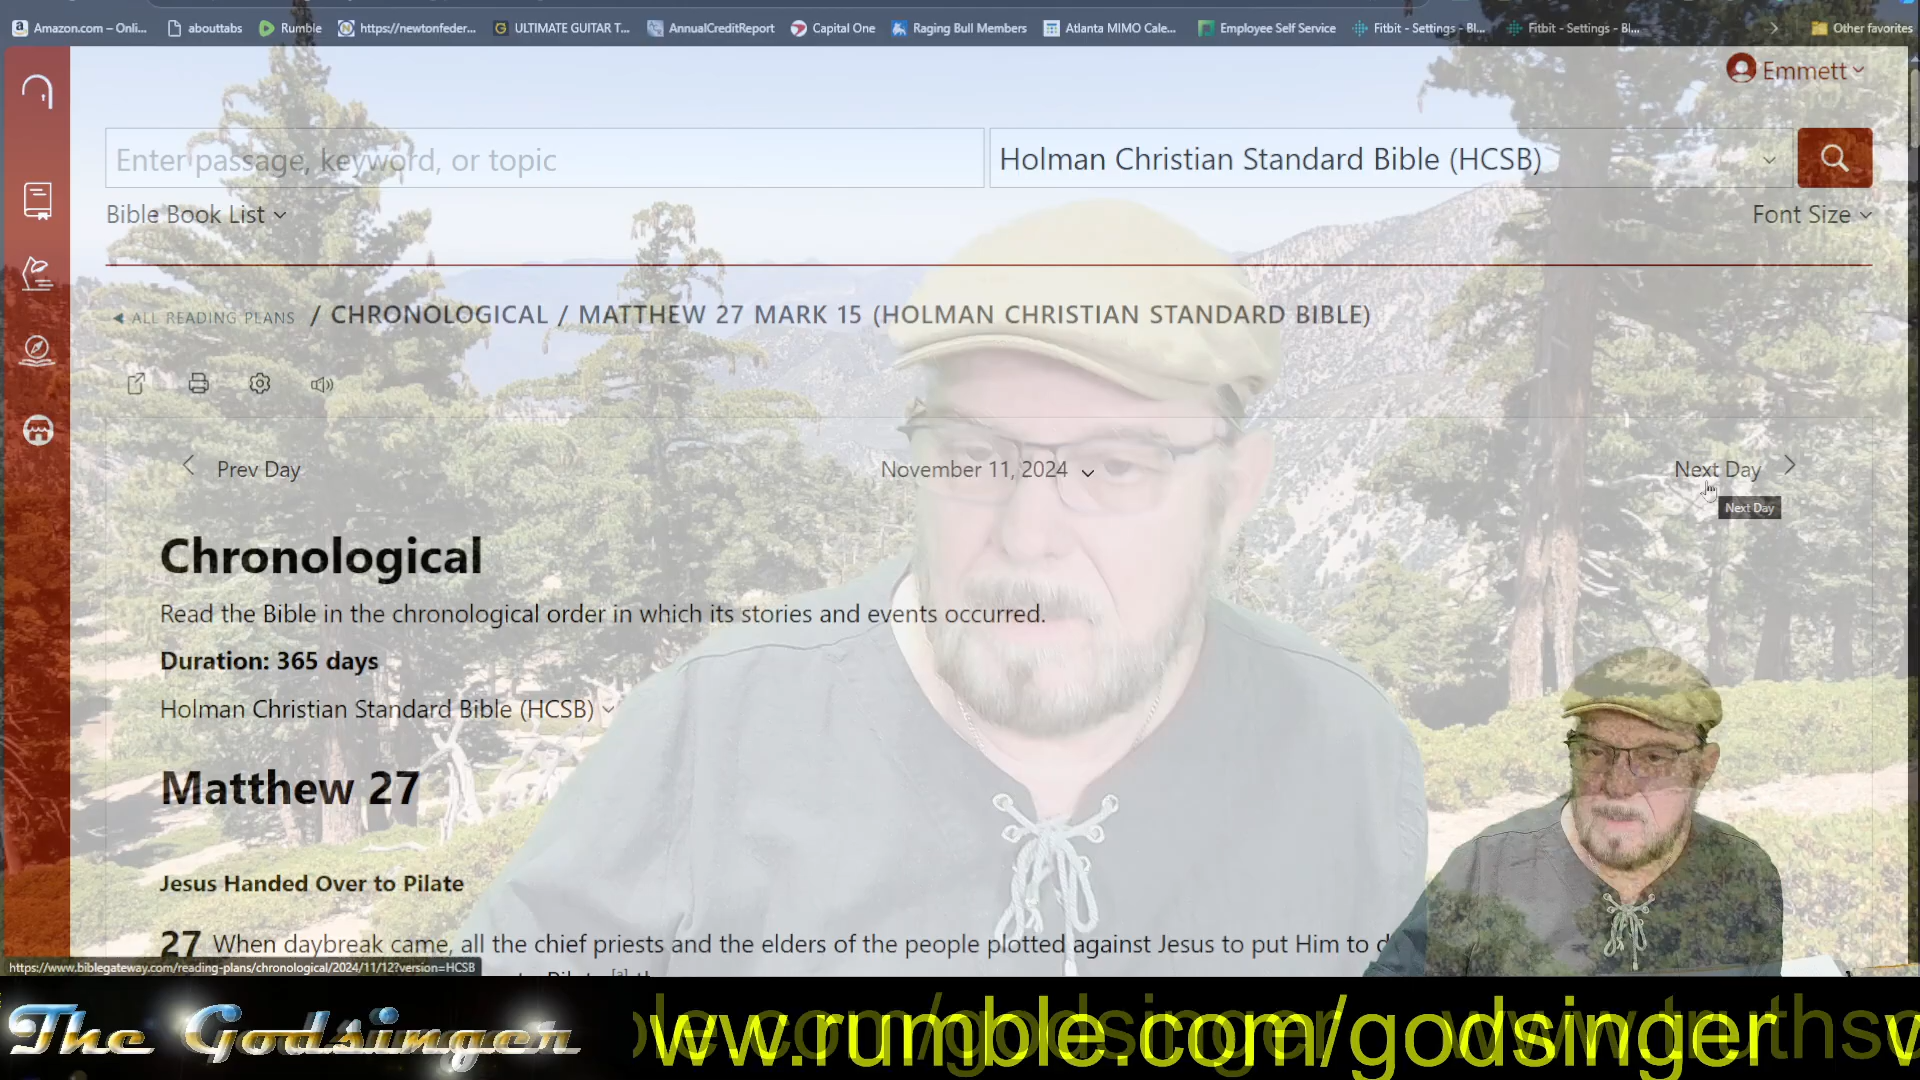 Amazon.com – Onli...
abouttabs
Rumble
https://newtonfeder...
ULTIMATE GUITAR T...
AnnualCreditReport
Capital One
Raging Bull Members
Atlanta MIMO Cale...
Employee Self Service
Fitbit - Settings - Bl...
Fitbit - Settings - Bl...
Other favorites
Emmett
Enter passage, keyword, or topic
Holman Christian Standard Bible (HCSB)
Bible Book List
Font Size
ALL READING PLANS / CHRONOLOGICAL / MATTHEW 27 MARK 15 (HOLMAN CHRISTIAN STANDARD BIBLE)
Prev Day
November 11, 2024
Next Day
Next Day
Chronological
Read the Bible in the chronological order in which its stories and events occurred.
Duration: 365 days
Holman Christian Standard Bible (HCSB)
Matthew 27
Jesus Handed Over to Pilate
27 When daybreak came, all the chief priests and the elders of the people plotted against Jesus to put Him to d
https://www.biblegateway.com/reading-plans/chronological/2024/11/12?version=HCSB
The Godsinger
ww.rumble.com/godsinger